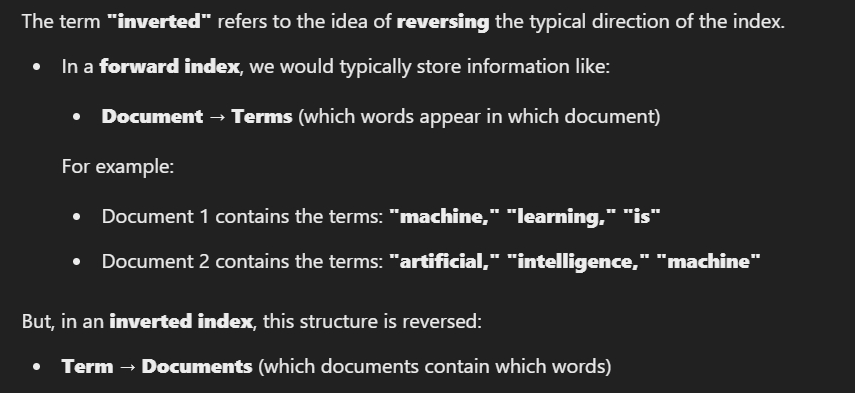 The term "inverted" refers to the idea of reversing the typical direction of the index.
• In a forward index, we would typically store information like:
• Document → Terms (which words appear in which document)
For example:
• Document 1 contains the terms: "machine," "learning," "is"
• Document 2 contains the terms: "artificial," "intelligence," "machine"
But, in an inverted index, this structure is reversed:
• Term → Documents (which documents contain which words)